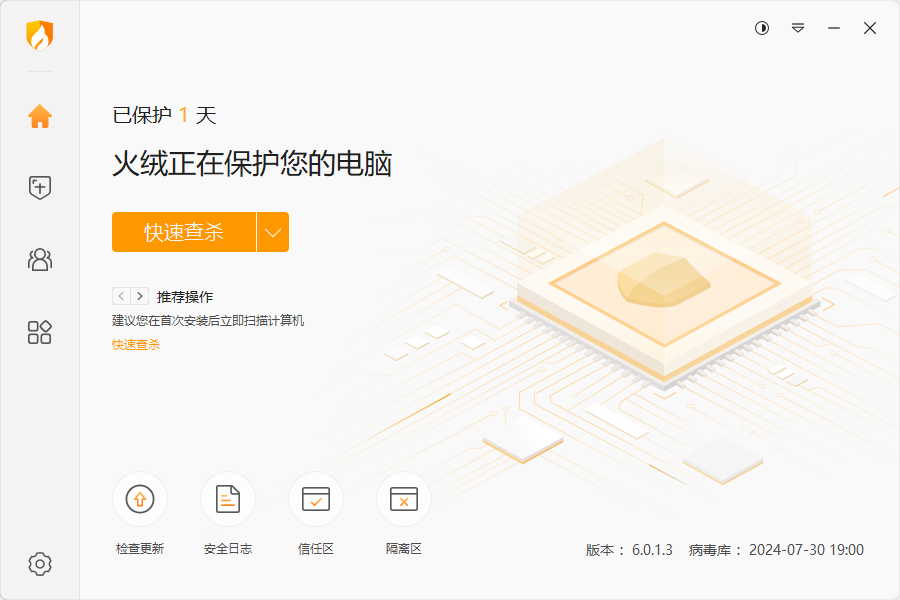 已保护 1 天
火绒正在保护您的电脑
快速查杀
推荐操作
建议您在首次安装后立即扫描计算机
快速查杀
检查更新 安全日志 信任区 隔离区
版本： 6.0.1.3 病毒库： 2024-07-30 19:00